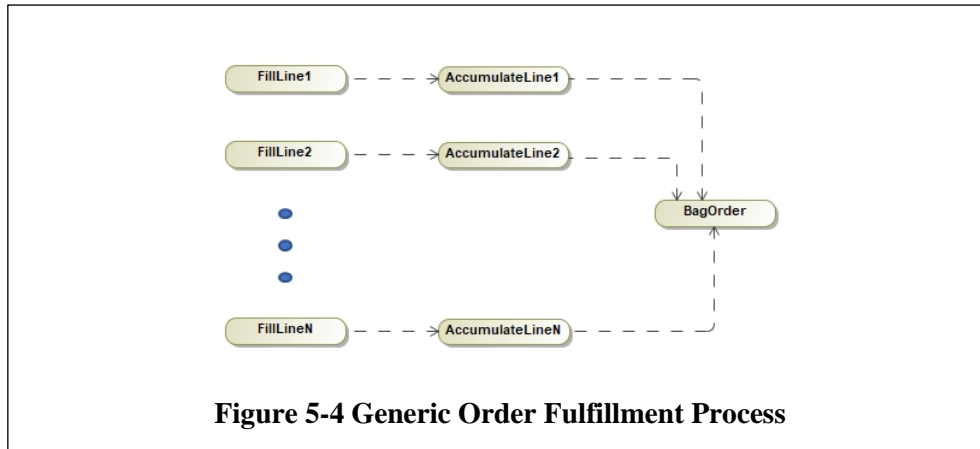 FillLine1
AccumulateLine1
FillLine2
AccumulateLine2
BagOrder
FillLineN
AccumulateLineN
Figure 5-4 Generic Order Fulfillment Process